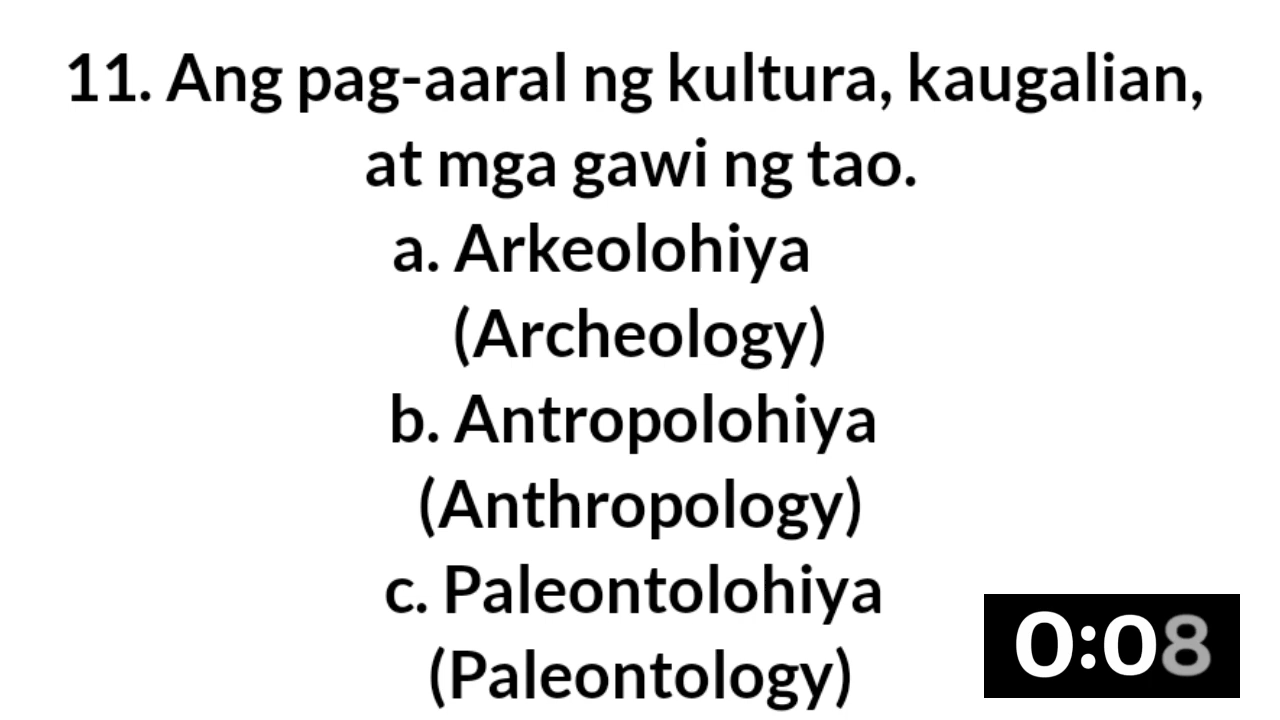 11. Ang pag-aaral ng kultura, kaugalian,
at mga gawi ng tao.
a. Arkeolohiya
(Archeology)
b. Antropolohiya
(Anthropology)
c. Paleontolohiya
(Paleontology)
0:08